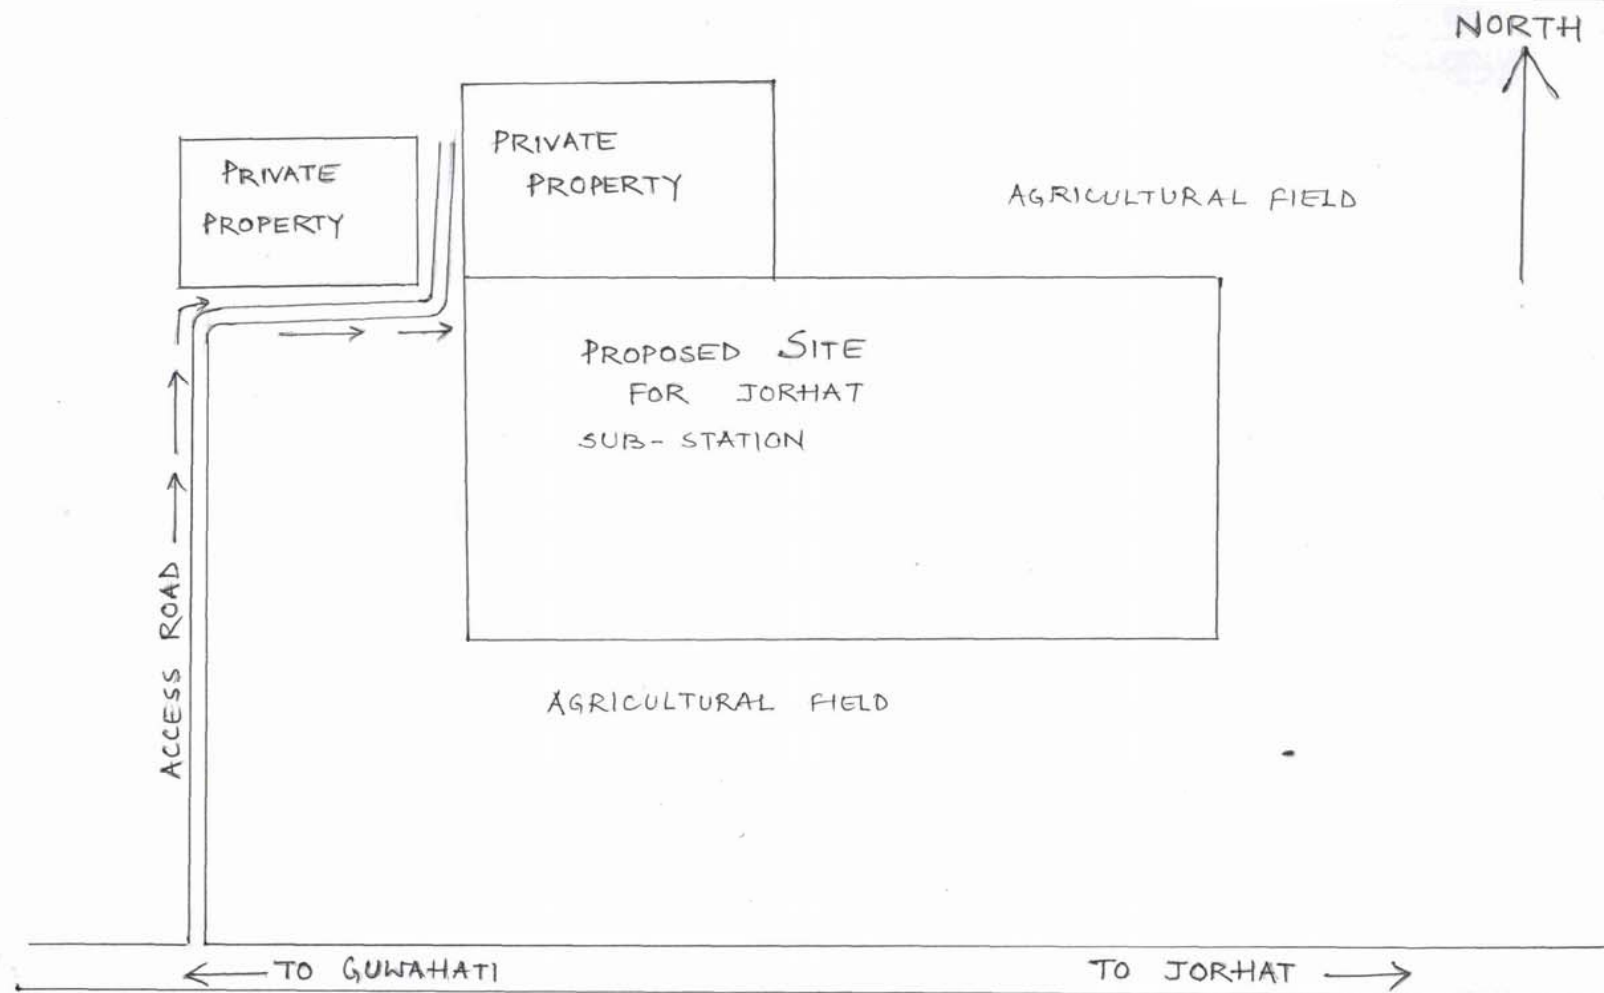 NORTH
PRIVATE
PROPERTY
PRIVATE
PROPERTY
AGRICULTURAL FIELD
PROPOSED SITE
FOR JORHAT
SUB-STATION
ACCESS ROAD
AGRICULTURAL FIELD
TO GUWAHATI
TO JORHAT